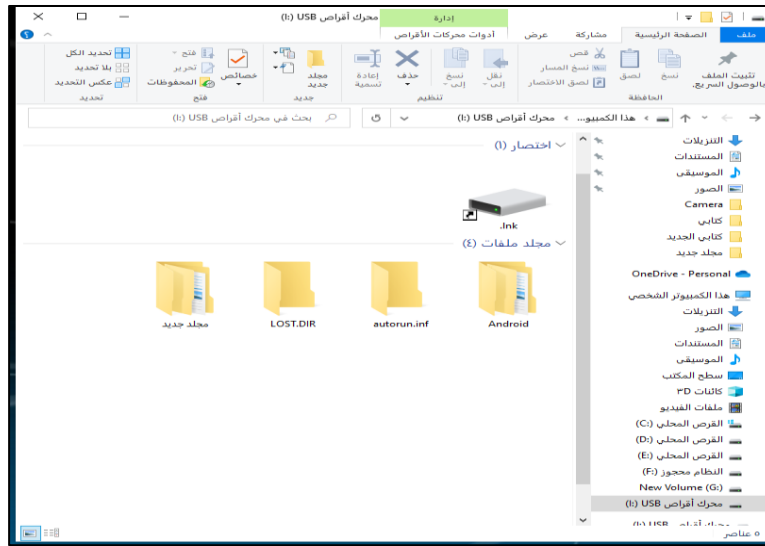 محرك أقراص USB (I:)
إدارة
ملف
الصفحة الرئيسية
مشاركة
عرض
أدوات محركات الأقراص
تثبيت الملف
بالوصول السريع.
نسخ
لصق
قص
نسخ المسار
لصق الاختصار
الحافظة
نقل
إلى
نسخ
إلى
حذف
إعادة
تسمية
تنظيم
مجلد
جديد
جديد
خصائص
فتح
تحرير
المحفوظات
فتح
تحديد الكل
بلا تحديد
عكس التحديد
تحديد
هذا الكمبيو... › محرك أقراص USB (I:)
بحث في محرك أقراص USB (I:)
التنزيلات
المستندات
الموسيقى
الصور
Camera
كتابي
كتابي الجديد
مجلد جديد
OneDrive - Personal
هذا الكمبيوتر الشخصي
التنزيلات
الصور
المستندات
الموسيقى
سطح المكتب
كائنات ٣D
ملفات الفيديو
القرص المحلي (C:)
القرص المحلي (D:)
القرص المحلي (E:)
النظام محجوز (F:)
New Volume (G:)
محرك أقراص USB (I:)
محرك أقراص USB (I:)
اختصار (١)
.lnk
مجلد ملفات (٤)
Android
autorun.inf
LOST.DIR
مجلد جديد
٥ عناصر